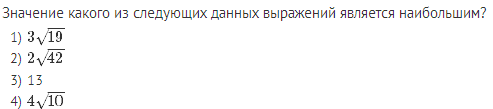 Значение какого из следующих данных выражений является наибольшим?
1) 3√19
2) 2√42
3) 13
4) 4√10